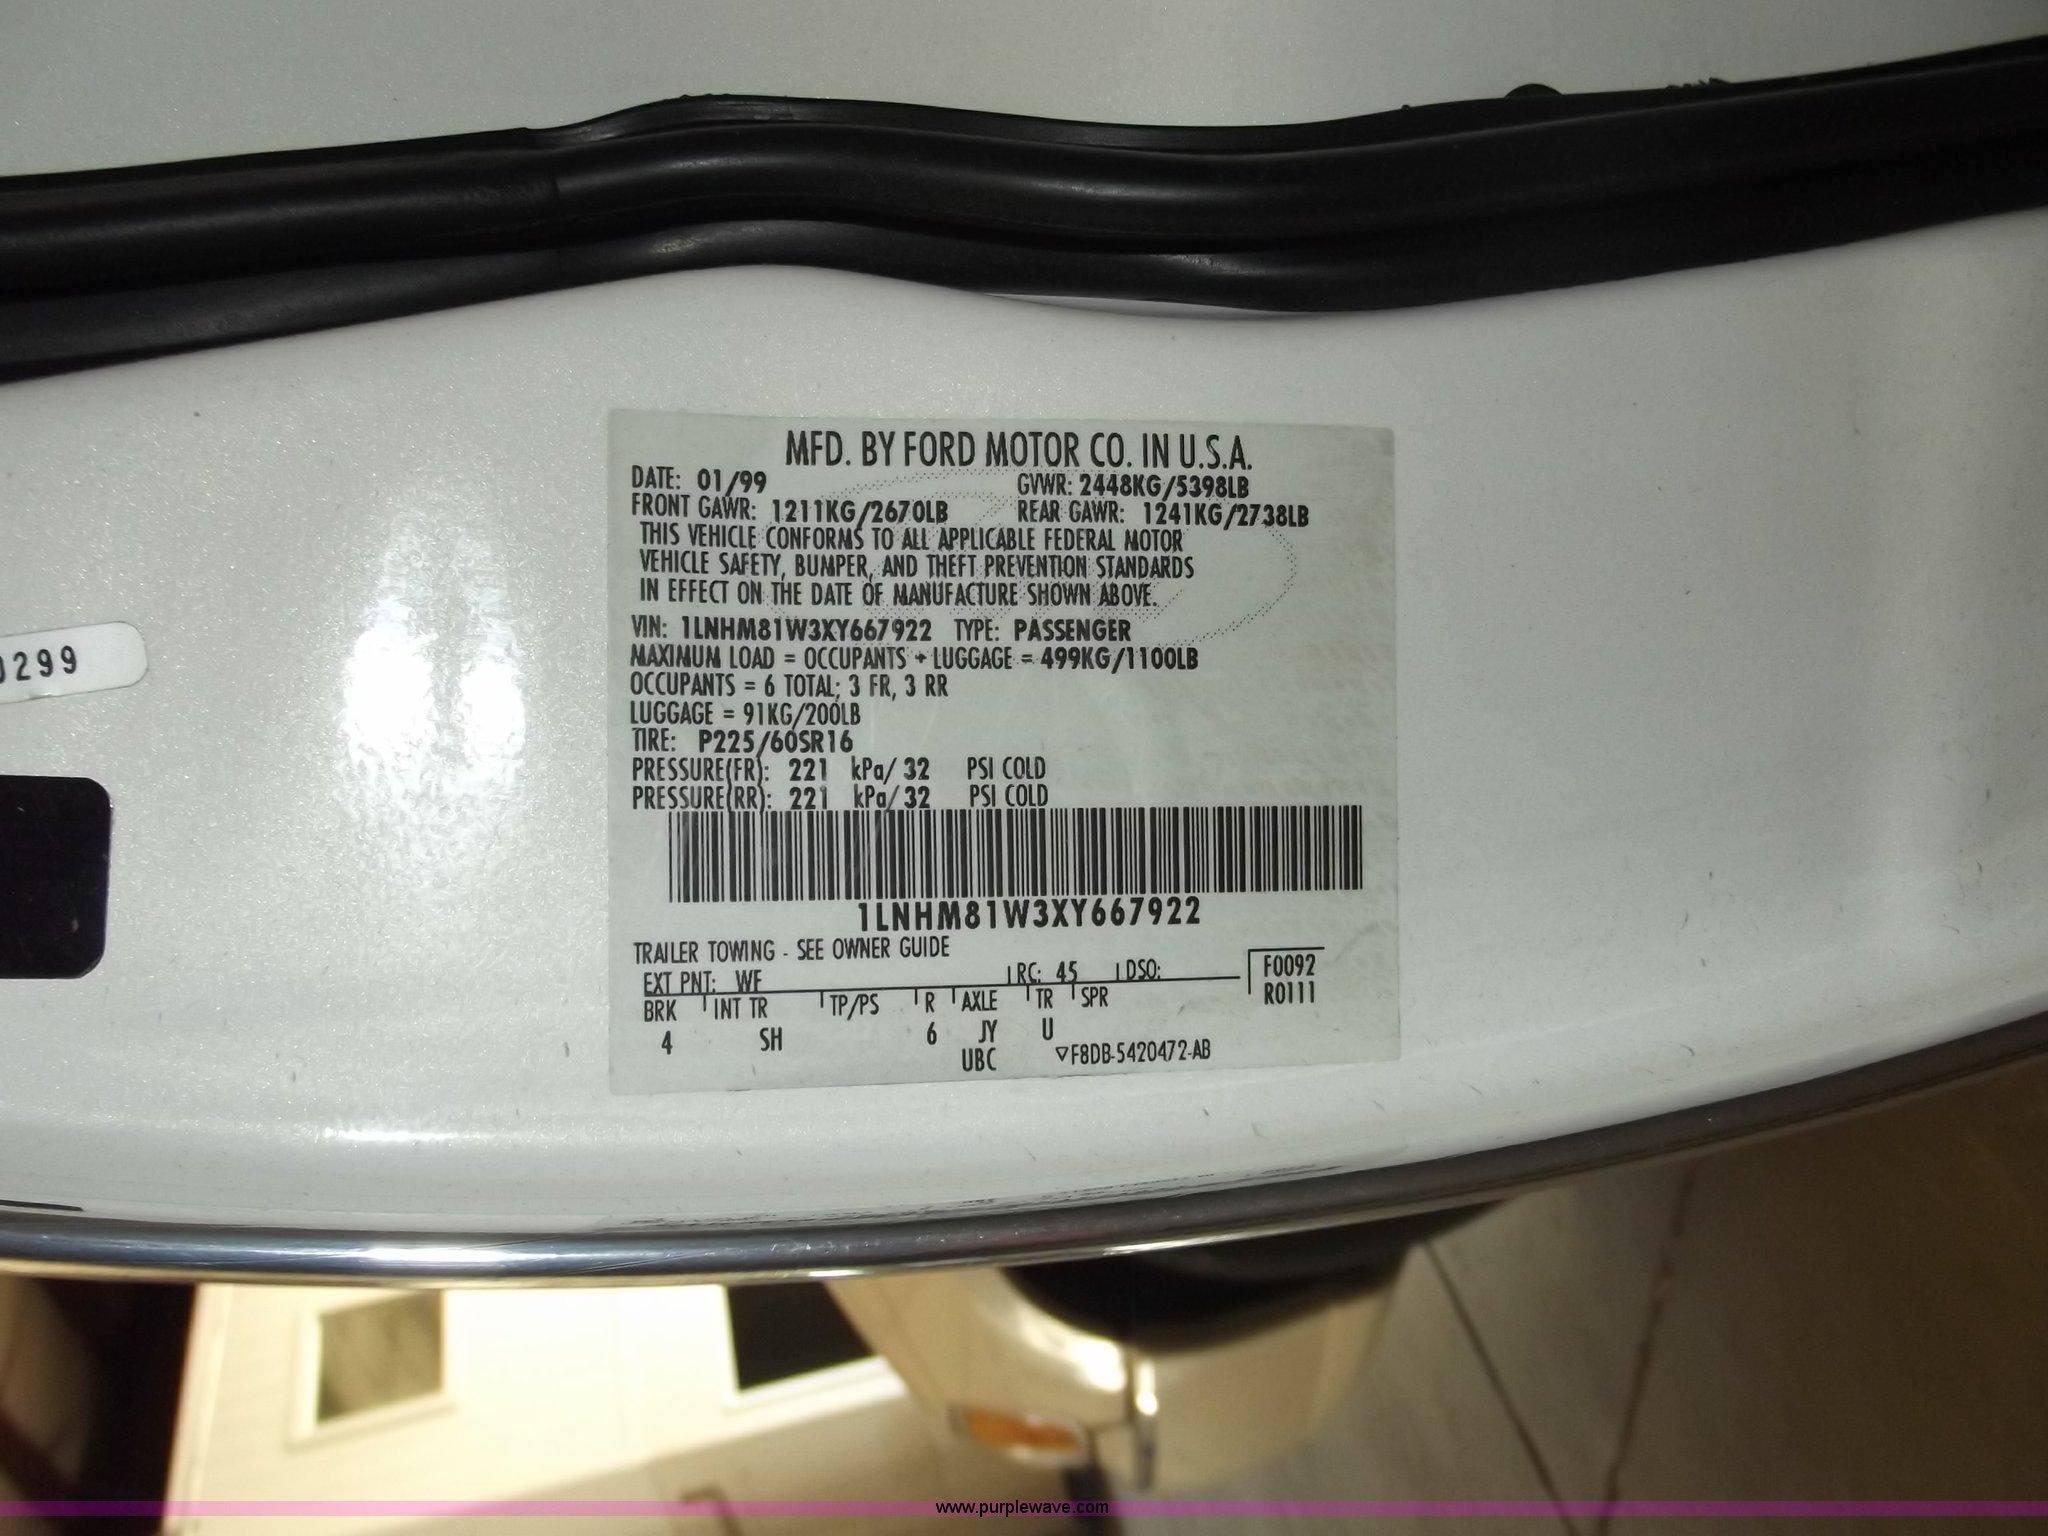 MFD. BY FORD MOTOR CO. IN U.S.A.
DATE: 01/99 GVWR: 2448KG/5398LB
FRONT GAWR: 1211KG/2670LB REAR GAWR: 1241KG/2738LB
THIS VEHICLE CONFORMS TO ALL APPLICABLE FEDERAL MOTOR
VEHICLE SAFETY, BUMPER, AND THEFT PREVENTION STANDARDS
IN EFFECT ON THE DATE OF MANUFACTURE SHOWN ABOVE.
VIN: 1LNHM81W3XY667922 TYPE: PASSENGER
MAXIMUM LOAD = OCCUPANTS + LUGGAGE = 499KG/1100LB
OCCUPANTS = 6 TOTAL; 3 FR, 3 RR
LUGGAGE = 91KG/200LB
TIRE: P225/60SR16
PRESSURE(FR): 221 kPa/ 32 PSI COLD
PRESSURE(RR): 221 kPa/ 32 PSI COLD
1LNHM81W3XY667922
TRAILER TOWING - SEE OWNER GUIDE
EXT PNT: WF RC: 45 DSO: F0092
R0111
BRK INT TR TP/PS R AXLE TR SPR
4 SH 6 JY U
UBC ▽F8DB-5420472-AB
0299
www.purplewave.com